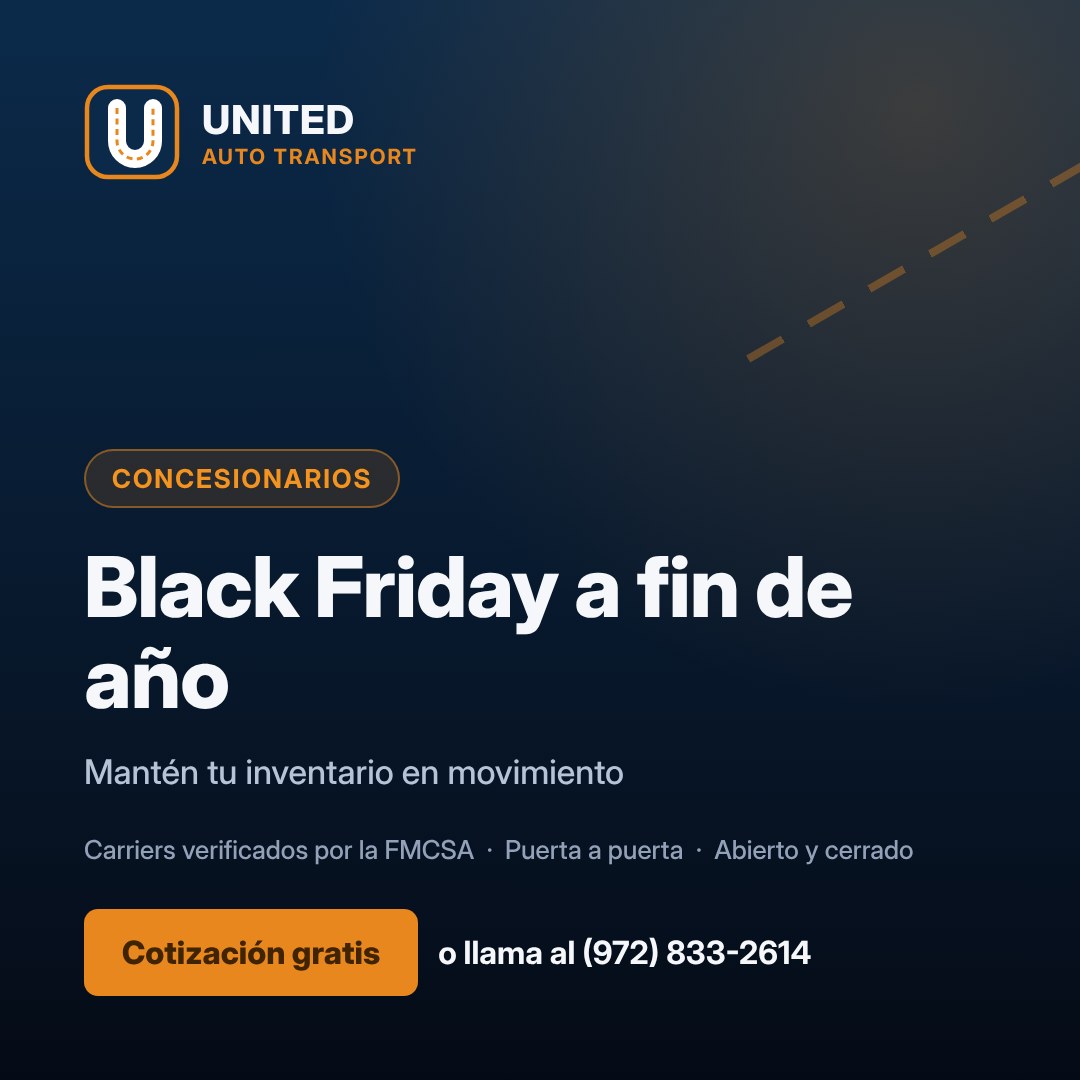 UNITED
AUTO TRANSPORT
CONCESIONARIOS
Black Friday a fin de
año
Mantén tu inventario en movimiento
Carriers verificados por la FMCSA · Puerta a puerta · Abierto y cerrado
Cotización gratis o llama al (972) 833-2614